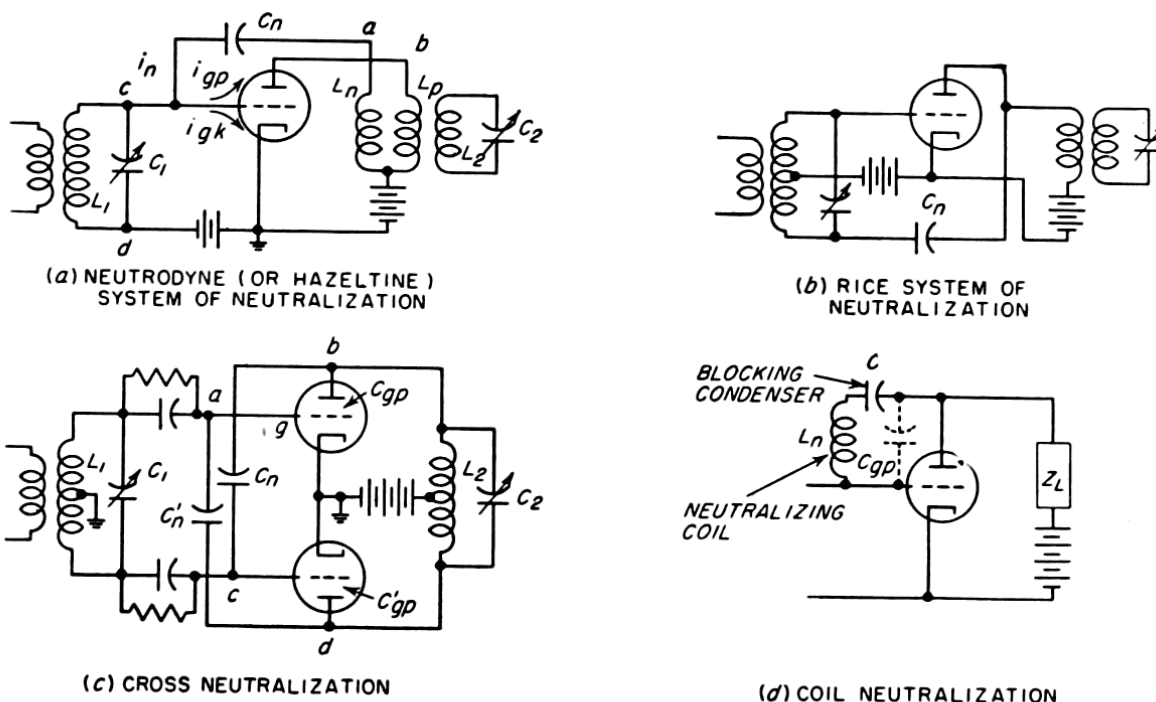 Cn
a
b
in
igp
c
Ln
Lp
igk
C1
C2
L2
L1
d
(a) NEUTRODYNE (OR HAZELTINE)
SYSTEM OF NEUTRALIZATION
Cn
(b) RICE SYSTEM OF
NEUTRALIZATION
b
Cgp
a
g
L1
C1
Cn
L2
C2
C'n
c
C'gp
d
(c) CROSS NEUTRALIZATION
C
BLOCKING
CONDENSER
Ln
Cgp
ZL
NEUTRALIZING
COIL
(d) COIL NEUTRALIZATION